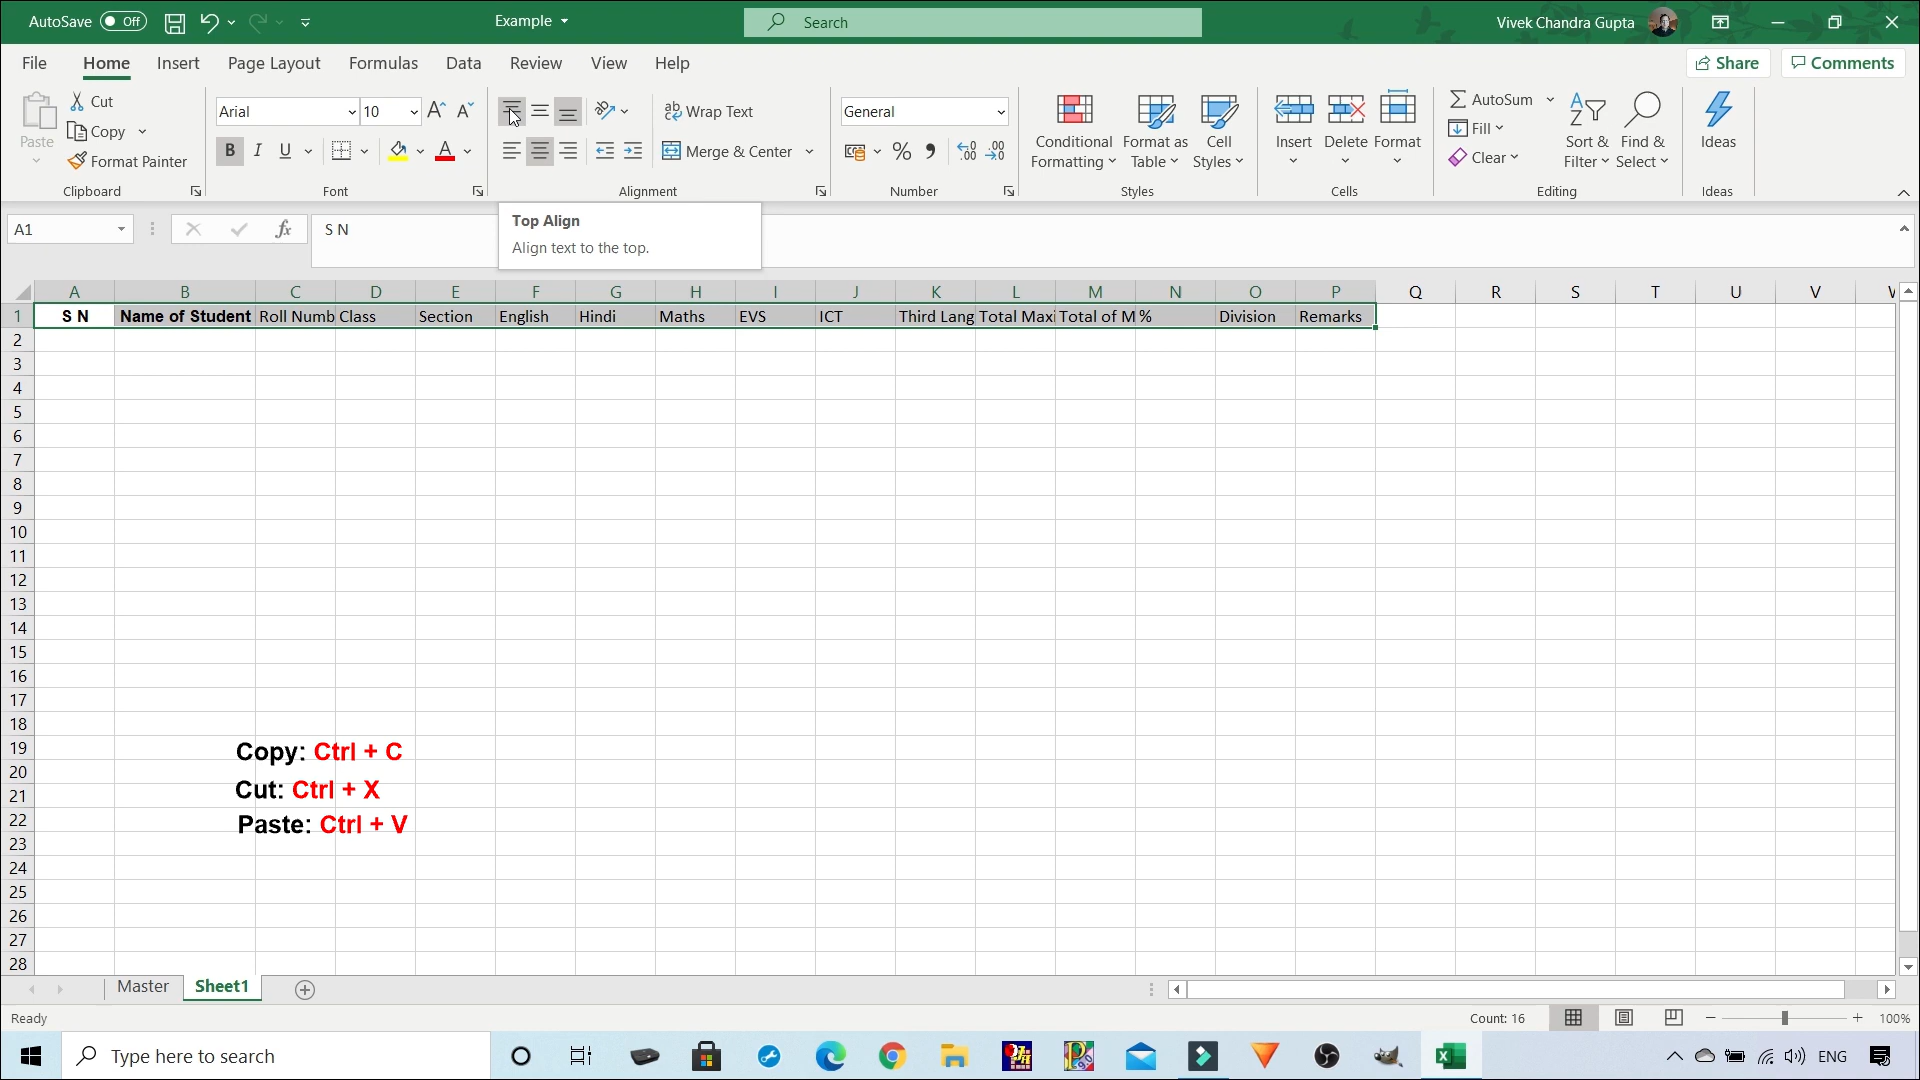 AutoSave Off Example Search Vivek Chandra Gupta
File Home Insert Page Layout Formulas Data Review View Help Share Comments
Paste
Cut
Copy
Format Painter
Clipboard
Arial 10
B I U A
Font
ab Wrap Text
Merge & Center
Alignment
General
%
Number
Conditional Formatting
Format as Table
Cell Styles
Styles
Insert Delete Format
Cells
AutoSum
Fill
Clear
Sort & Filter
Find & Select
Editing
Ideas
Ideas
A1 fx S N
Top Align
Align text to the top.
A B C D E F G H I J K L M N O P Q R S T U V
1 S N Name of Student Roll Numb Class Section English Hindi Maths EVS ICT Third Lang Total Maxi Total of M % Division Remarks
2
3
4
5
6
7
8
9
10
11
12
13
14
15
16
17
18
19
20
21
22
23
24
25
26
27
28
Copy: Ctrl + C
Cut: Ctrl + X
Paste: Ctrl + V
Master Sheet1
Ready Count: 16 100%
Type here to search ENG